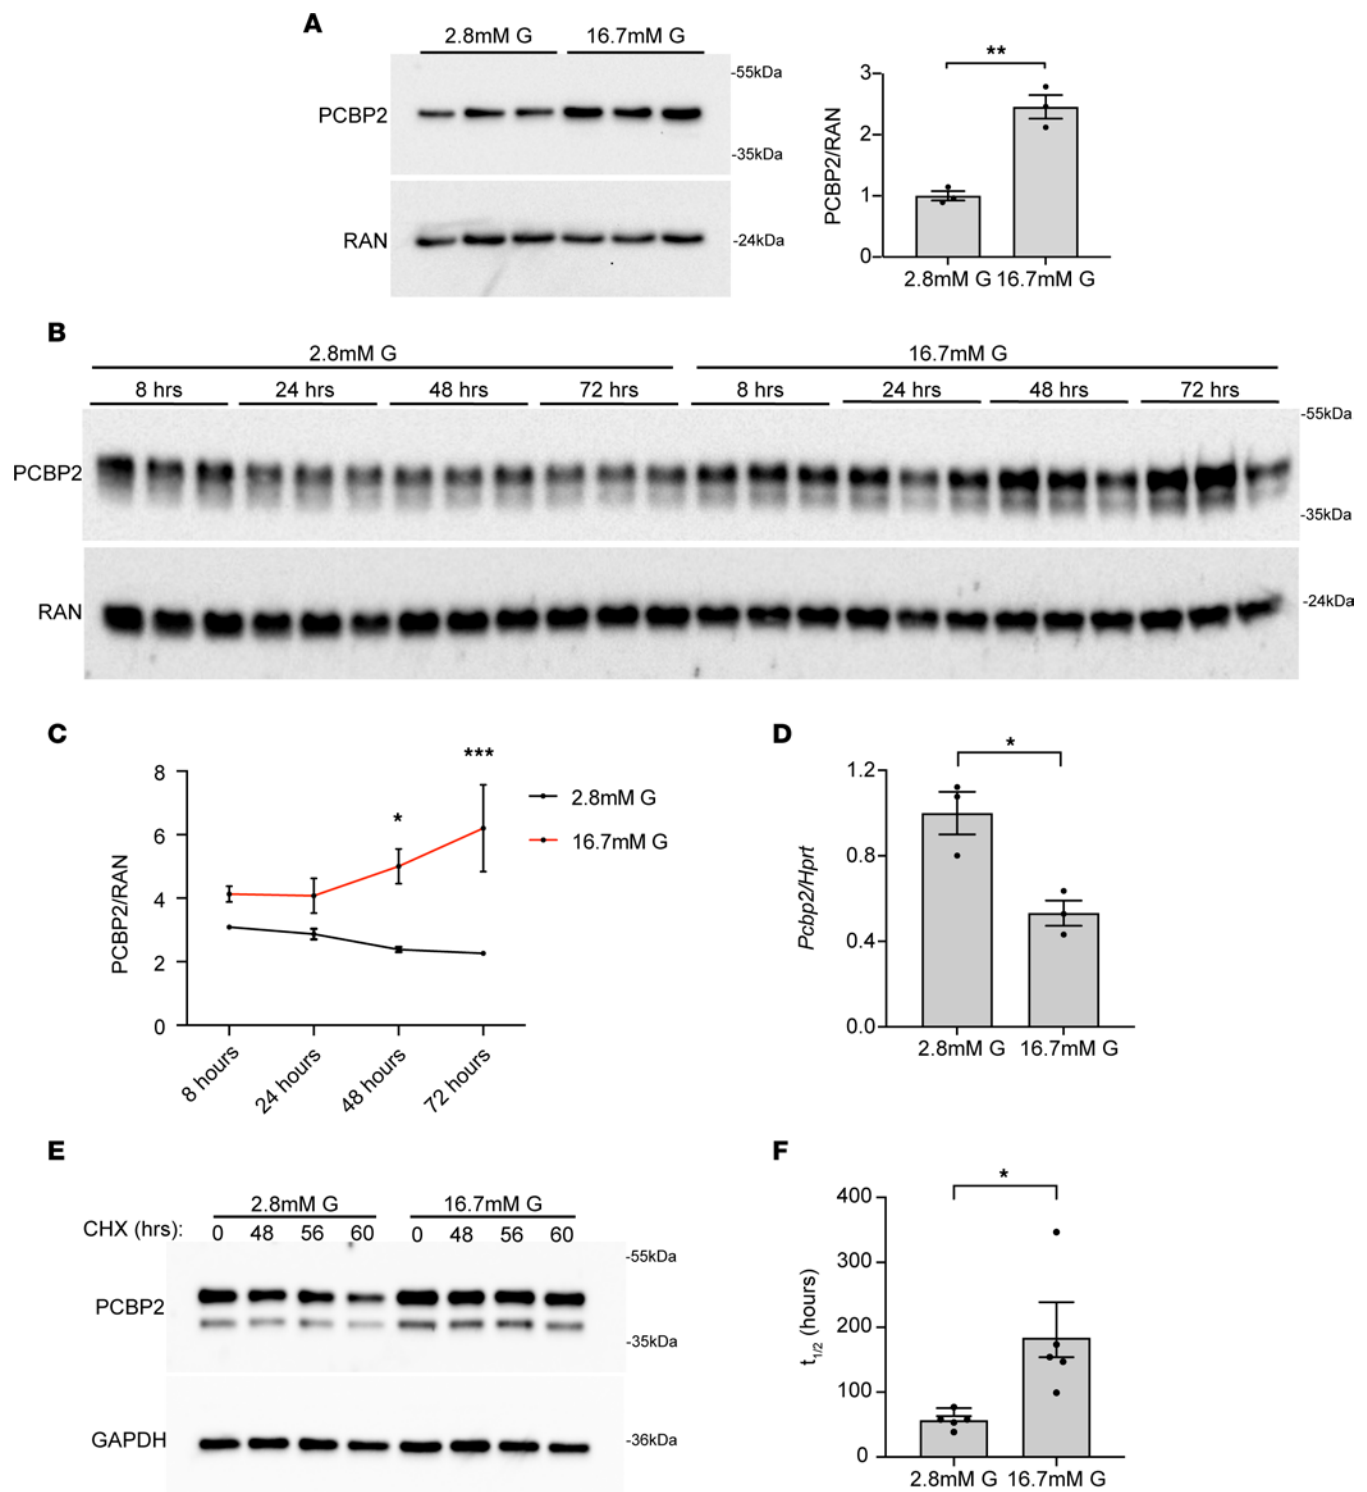 A
2.8mM G 16.7mM G
-55kDa
PCBP2
-35kDa
RAN
-24kDa
**
PCBP2/RAN
3
2
1
0
2.8mM G 16.7mM G
B
2.8mM G 16.7mM G
8 hrs 24 hrs 48 hrs 72 hrs 8 hrs 24 hrs 48 hrs 72 hrs
-55kDa
PCBP2
-35kDa
RAN
-24kDa
C
***
*
8
6
4
2
0
PCBP2/RAN
2.8mM G
16.7mM G
8 hours 24 hours 48 hours 72 hours
D
*
1.2
0.8
0.4
0.0
Pcbp2/Hprt
2.8mM G 16.7mM G
E
2.8mM G 16.7mM G
CHX (hrs): 0 48 56 60 0 48 56 60
-55kDa
PCBP2
-35kDa
GAPDH
-36kDa
F
*
400
300
200
100
0
t1/2 (hours)
2.8mM G 16.7mM G